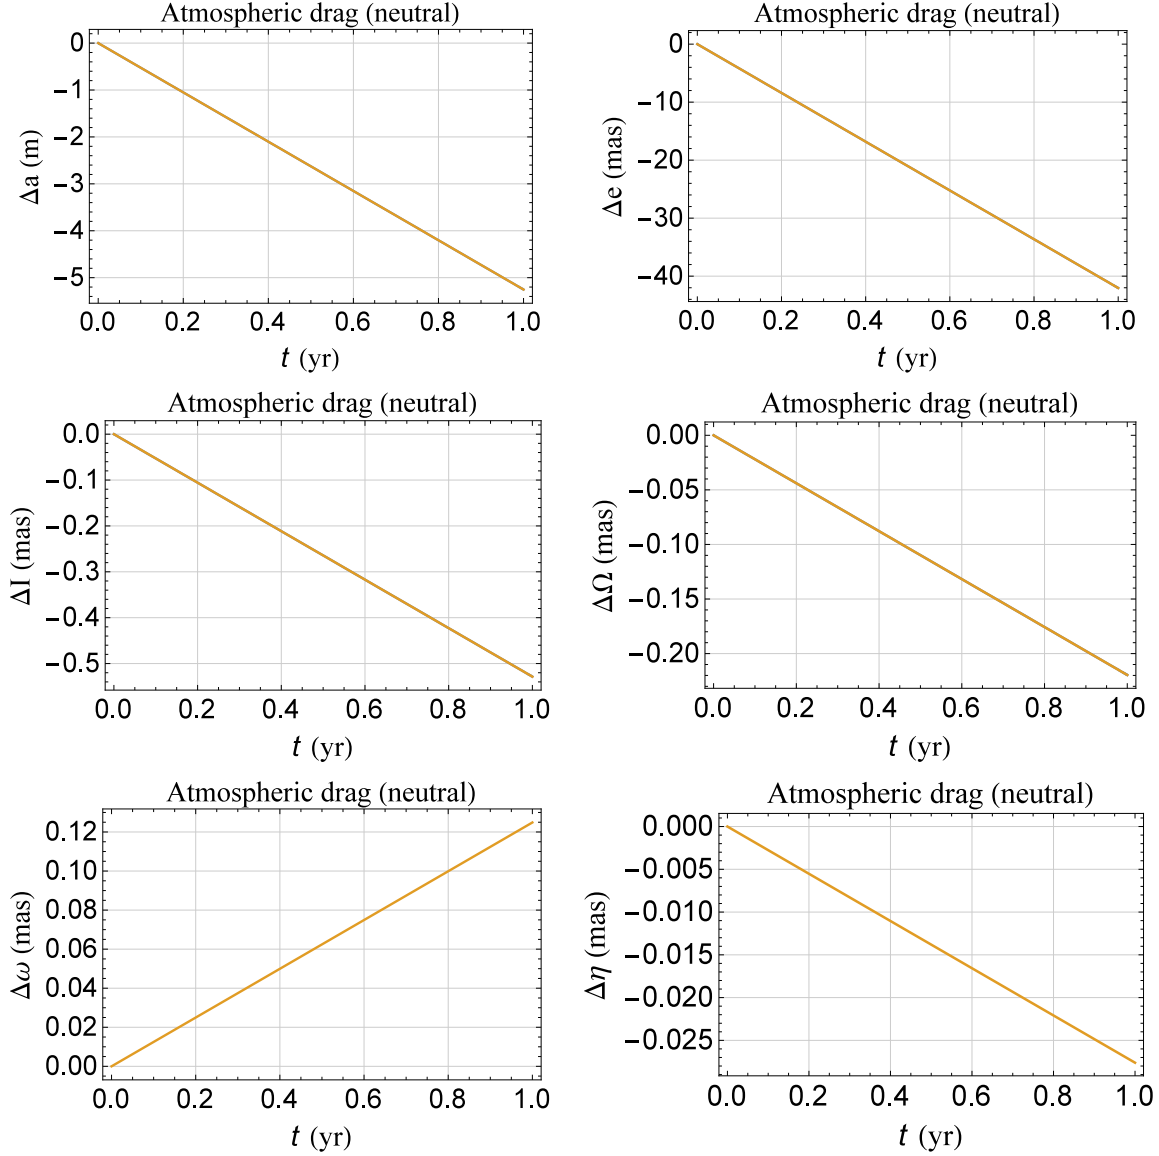 Atmospheric drag (neutral)
0
−1
−2
−3
−4
−5
Δa (m)
0.0 0.2 0.4 0.6 0.8 1.0
t (yr)
Atmospheric drag (neutral)
0
−10
−20
−30
−40
Δe (mas)
0.0 0.2 0.4 0.6 0.8 1.0
t (yr)
Atmospheric drag (neutral)
0.0
−0.1
−0.2
−0.3
−0.4
−0.5
ΔI (mas)
0.0 0.2 0.4 0.6 0.8 1.0
t (yr)
Atmospheric drag (neutral)
0.00
−0.05
−0.10
−0.15
−0.20
ΔΩ (mas)
0.0 0.2 0.4 0.6 0.8 1.0
t (yr)
Atmospheric drag (neutral)
0.12
0.10
0.08
0.06
0.04
0.02
0.00
Δω (mas)
0.0 0.2 0.4 0.6 0.8 1.0
t (yr)
Atmospheric drag (neutral)
0.000
−0.005
−0.010
−0.015
−0.020
−0.025
Δη (mas)
0.0 0.2 0.4 0.6 0.8 1.0
t (yr)